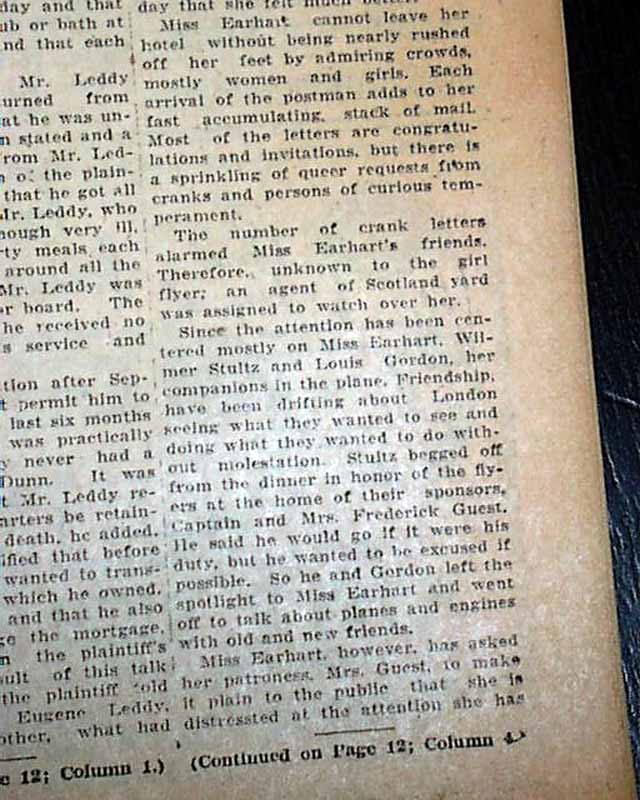 day and that
ub or bath at
nd that each
Mr. Leddy
urned from
at he was un-
n stated and a
from Mr. Led-
n of the plain-
that he got all
Mr. Leddy, who
hough very ill,
rty meals each
around all the
Mr. Leddy was
or board. The
he received no
s service and
tion after Sep-
t permit him to
last six months
was practically
y never had a
Dunn. It was
t Mr. Leddy re-
arters be retain-
death, he added.
ified that before
wanted to trans-
which he owned,
and that he also
ge the mortgage,
n the plaintiff's
sult of this talk
the plaintiff told
Eugene Leddy,
other, what had
e 12; Column 1.)
day that she felt much better.
Miss Earhart cannot leave her
hotel without being nearly rushed
off her feet by admiring crowds,
mostly women and girls. Each
arrival of the postman adds to her
fast accumulating, stack of mail.
Most of the letters are congratu-
lations and invitations, but there is
a sprinkling of queer requests from
cranks and persons of curious tem-
perament.
The number of crank letters
alarmed Miss Earhart's friends.
Therefore, unknown to the girl
flyer; an agent of Scotland yard
was assigned to watch over her.
Since the attention has been cen-
tered mostly on Miss Earhart, Wil-
mer Stultz and Louis Gordon, her
companions in the plane, Friendship,
have been drifting about London
seeing what they wanted to see and
doing what they wanted to do with-
out molestation. Stultz begged off
from the dinner in honor of the fly-
ers at the home of their sponsors,
Captain and Mrs. Frederick Guest.
He said he would go if it were his
duty, but he wanted to be excused if
possible. So he and Gordon left the
spotlight to Miss Earhart and went
off to talk about planes and engines
with old and new friends.
Miss Earhart, however, has asked
her patroness, Mrs. Guest, to make
it plain to the public that she is
distressted at the attention she has
(Continued on Page 12; Column 4.)